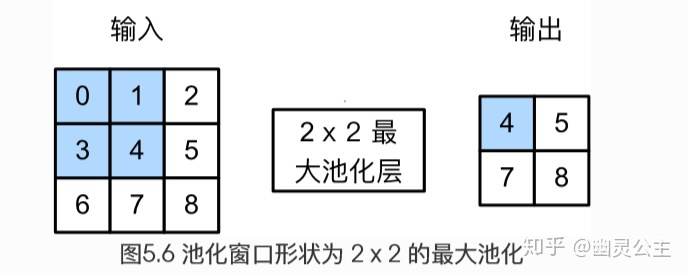 输入
输出
0 1 2
3 4 5
6 7 8
2 x 2 最
大池化层
4 5
7 8
图5.6 池化窗口形状为 2 x 2 的最大池化
知乎 @幽灵公主